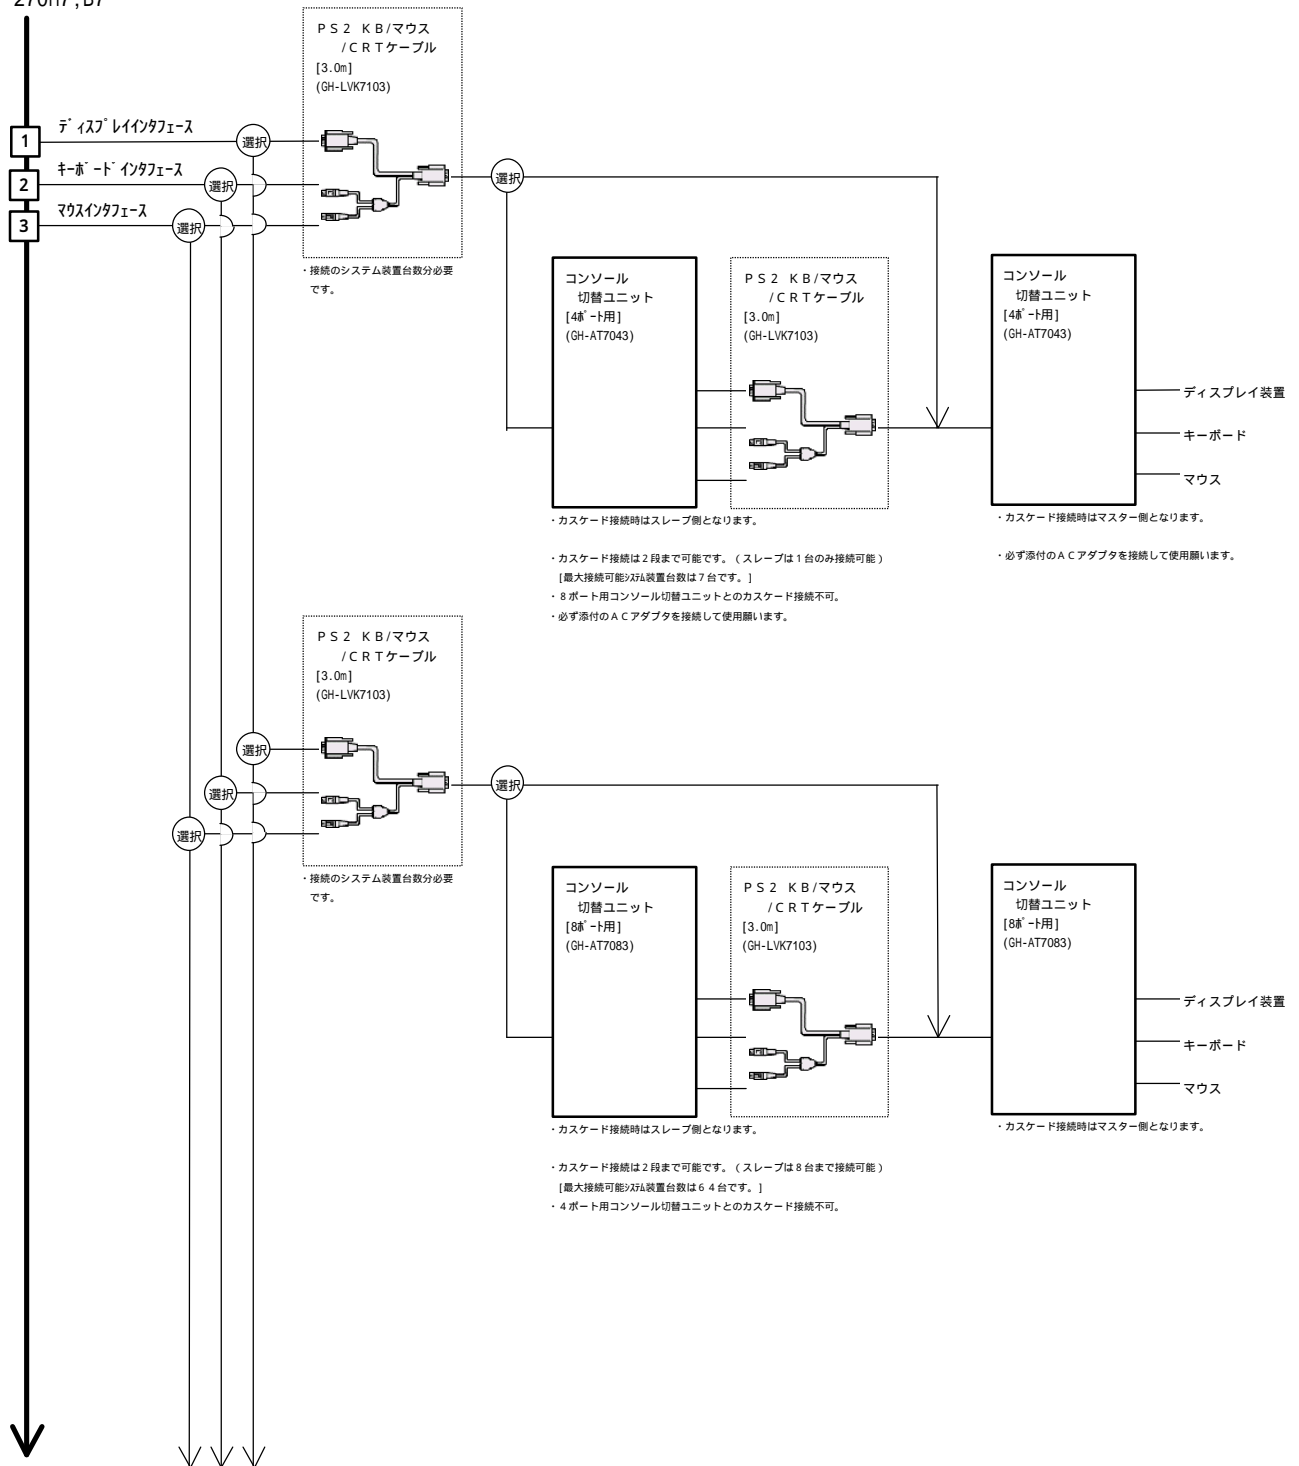 ディスプレイインタフェース
キーボードインタフェース
マウスインタフェース
1
2
3
選択
選択
選択
PS2 KB/マウス
/CRTケーブル
[3.0m]
(GH-LVK7103)
・接続のシステム装置台数分必要
です。
選択
コンソール
切替ユニット
[4ポート用]
(GH-AT7043)
PS2 KB/マウス
/CRTケーブル
[3.0m]
(GH-LVK7103)
コンソール
切替ユニット
[4ポート用]
(GH-AT7043)
ディスプレイ装置
キーボード
マウス
・カスケード接続時はスレーブ側となります。
・カスケード接続は2段まで可能です。(スレーブは1台のみ接続可能)
[最大接続可能システム装置台数は7台です。]
・8ポート用コンソール切替ユニットとのカスケード接続不可。
・必ず添付のACアダプタを接続して使用願います。
・カスケード接続時はマスター側となります。
・必ず添付のACアダプタを接続して使用願います。
PS2 KB/マウス
/CRTケーブル
[3.0m]
(GH-LVK7103)
選択
選択
選択
・接続のシステム装置台数分必要
です。
選択
コンソール
切替ユニット
[8ポート用]
(GH-AT7083)
PS2 KB/マウス
/CRTケーブル
[3.0m]
(GH-LVK7103)
コンソール
切替ユニット
[8ポート用]
(GH-AT7083)
ディスプレイ装置
キーボード
マウス
・カスケード接続時はスレーブ側となります。
・カスケード接続は2段まで可能です。(スレーブは8台まで接続可能)
[最大接続可能システム装置台数は64台です。]
・4ポート用コンソール切替ユニットとのカスケード接続不可。
・カスケード接続時はマスター側となります。